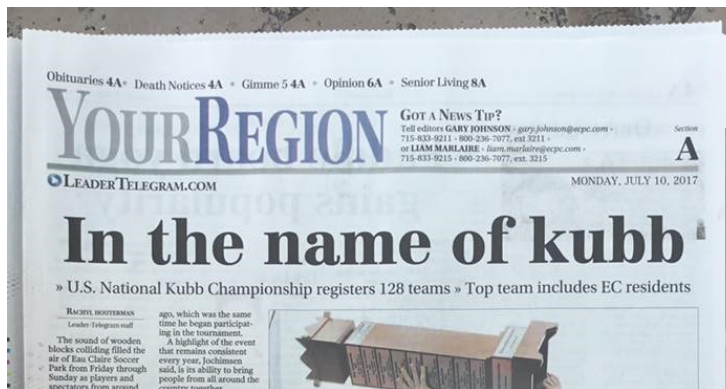 Obituaries 4A • Death Notices 4A • Gimme 5 4A • Opinion 6A • Senior Living 8A
YOUR REGION
GOT A NEWS TIP?
Tell editors GARY JOHNSON - gary.johnson@ecpc.com -
715-833-9211 - 800-236-7077, ext 3211 -
or LIAM MARLAIRE - liam.marlaire@ecpc.com -
715-833-9215 - 800-236-7077, ext. 3215
Section
A
LEADERTELEGRAM.COM
MONDAY, JULY 10, 2017
In the name of kubb
» U.S. National Kubb Championship registers 128 teams » Top team includes EC residents
Leader-Telegram staff
The sound of wooden
blocks colliding filled the
air of Eau Claire Soccer
Park from Friday through
Sunday as players and
spectators from around
ago, which was the same
time he began participat-
ing in the tournament.
A highlight of the event
that remains consistent
every year, Jochimsen
said, is its ability to bring
people from all around the
country together.